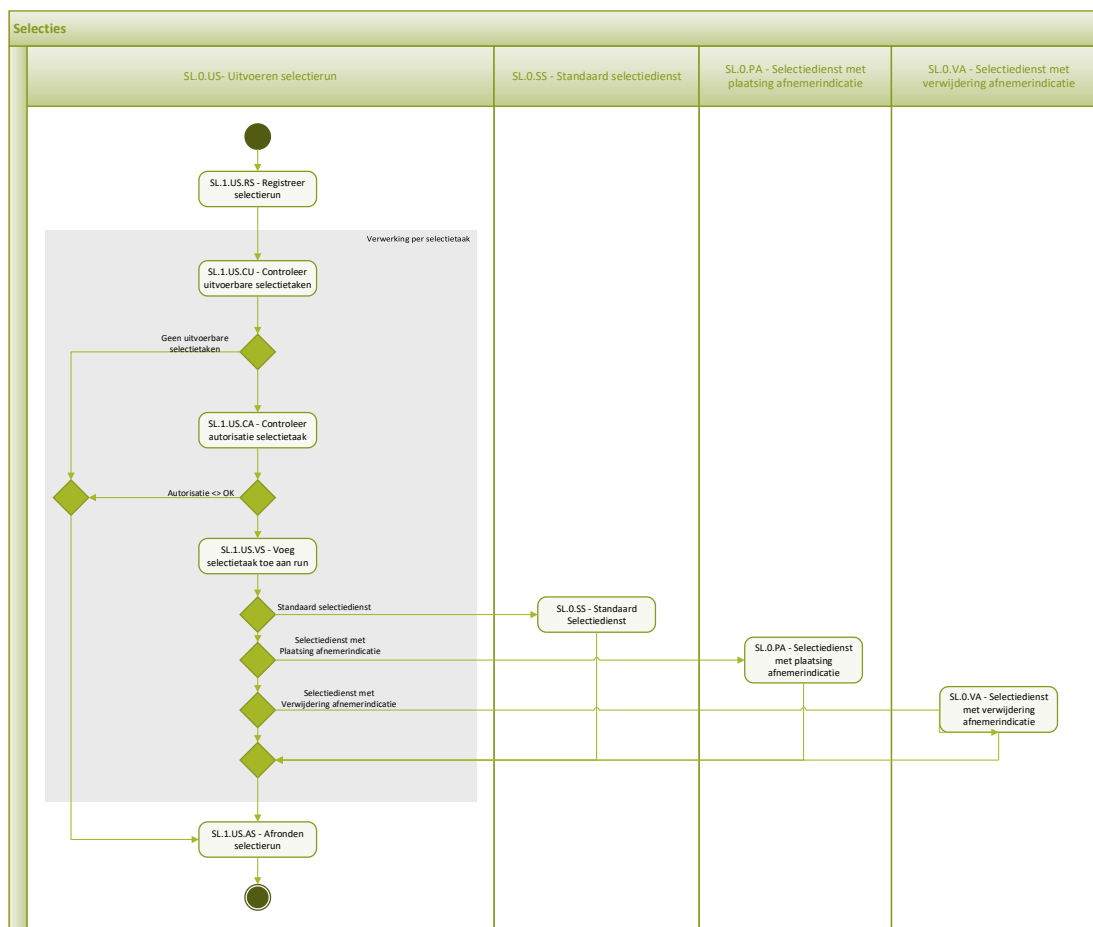 Selecties
SL.0.US- Uitvoeren selectierun
SL.0.SS - Standaard selectiedienst
SL.0.PA - Selectiedienst met
plaatsing afnemerindicatie
SL.0.VA - Selectiedienst met
verwijdering afnemerindicatie
SL.1.US.RS - Registreer
selectierun
Verwerking per selectietaak
SL.1.US.CU - Controleer
uitvoerbare selectietaken
Geen uitvoerbare
selectietaken
SL.1.US.CA - Controleer
autorisatie selectietaak
Autorisatie <> OK
SL.1.US.VS - Voeg
selectietaak toe aan run
Standaard selectiedienst
SL.0.SS - Standaard
Selectiedienst
Selectiedienst met
Plaatsing afnemerindicatie
SL.0.PA - Selectiedienst
met plaatsing
afnemerindicatie
Selectiedienst met
Verwijdering afnemerindicatie
SL.0.VA - Selectiedienst
met verwijdering
afnemerindicatie
SL.1.US.AS - Afronden
selectierun